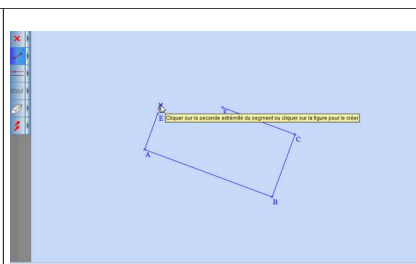 E
Cliquer sur la seconde extrémité du segment ou cliquer sur la figure pour le créer
E
A
C
B